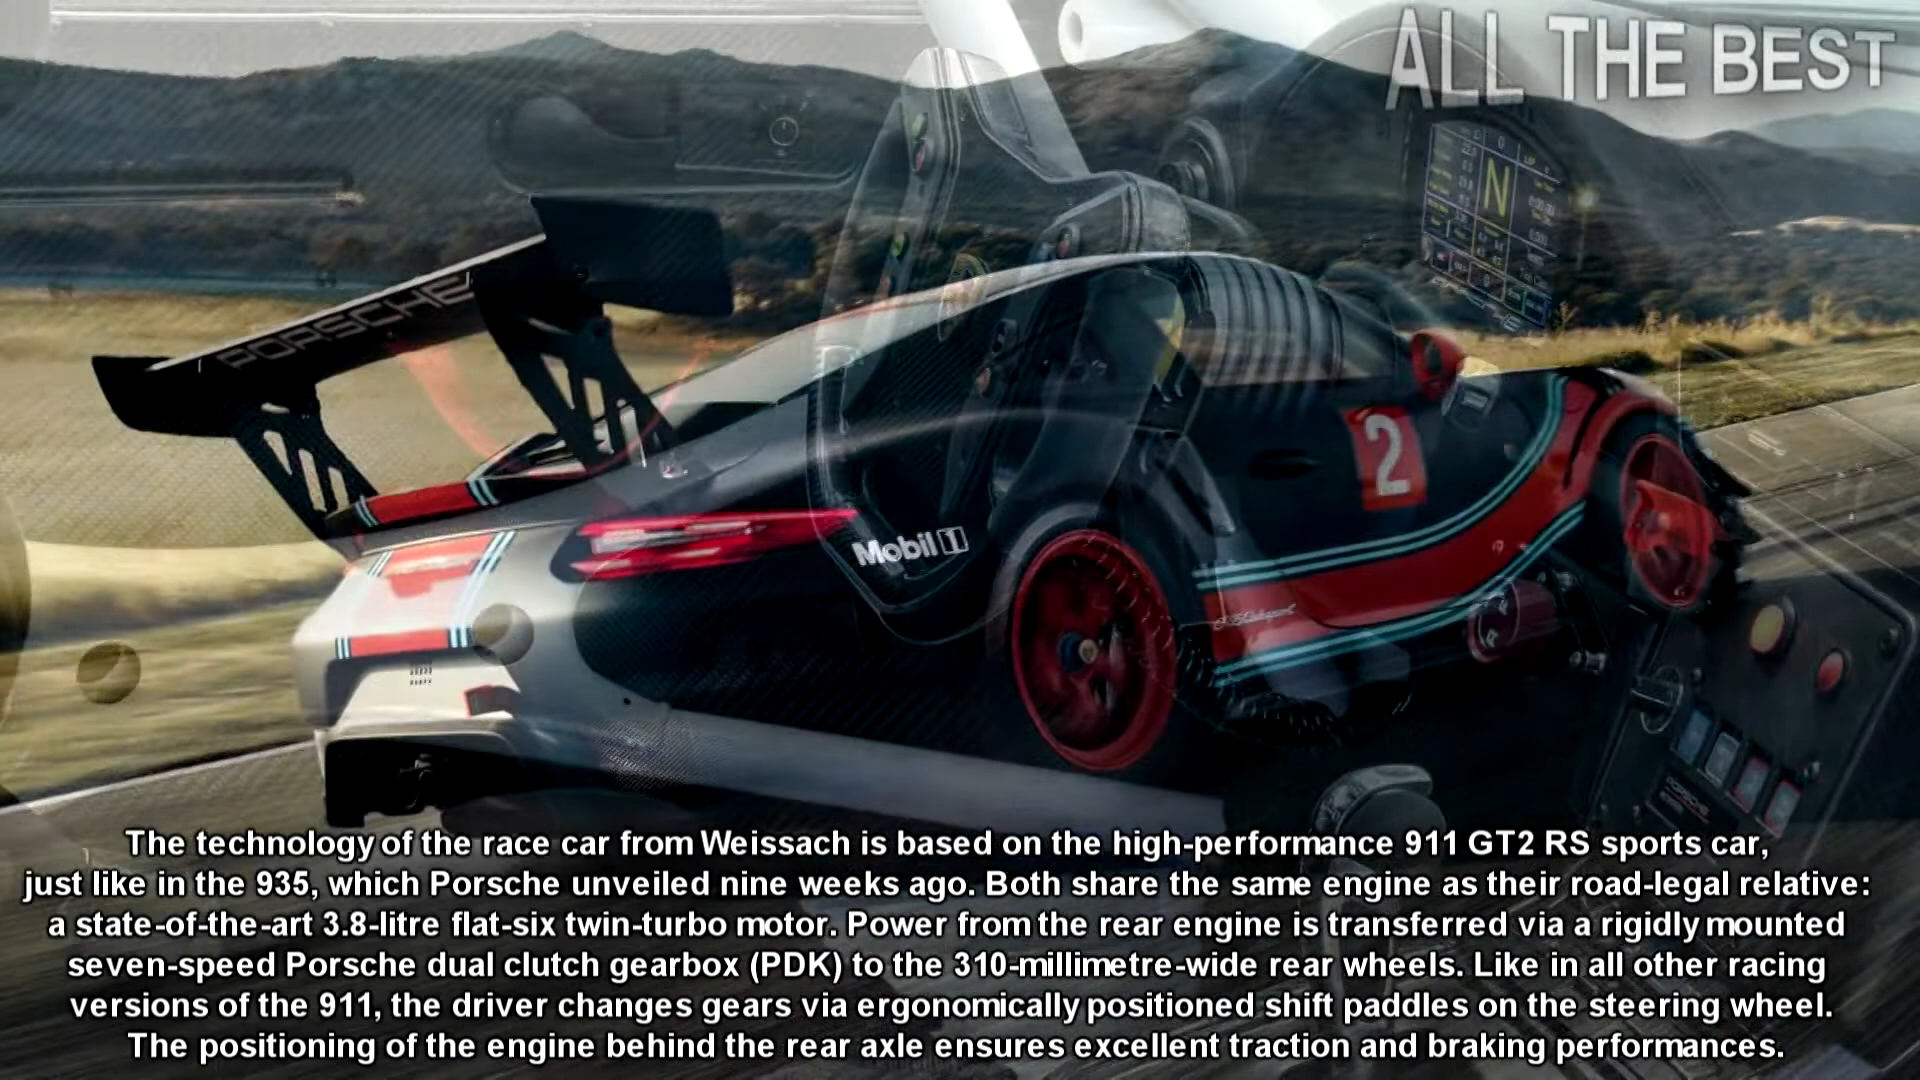 ALL THE BEST
N
PORSCHE
2
Mobil 1
The technology of the race car from Weissach is based on the high-performance 911 GT2 RS sports car,
just like in the 935, which Porsche unveiled nine weeks ago. Both share the same engine as their road-legal relative:
a state-of-the-art 3.8-litre flat-six twin-turbo motor. Power from the rear engine is transferred via a rigidly mounted
seven-speed Porsche dual clutch gearbox (PDK) to the 310-millimetre-wide rear wheels. Like in all other racing
versions of the 911, the driver changes gears via ergonomically positioned shift paddles on the steering wheel.
The positioning of the engine behind the rear axle ensures excellent traction and braking performances.